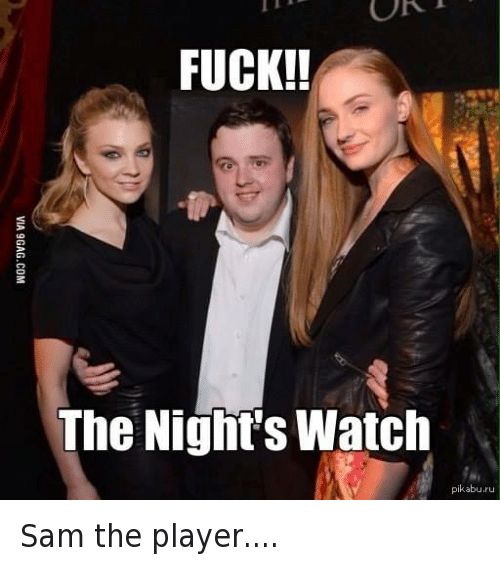 FUCK!!
VIA 9GAG.COM
The Night's Watch
pikabu.ru
Sam the player....